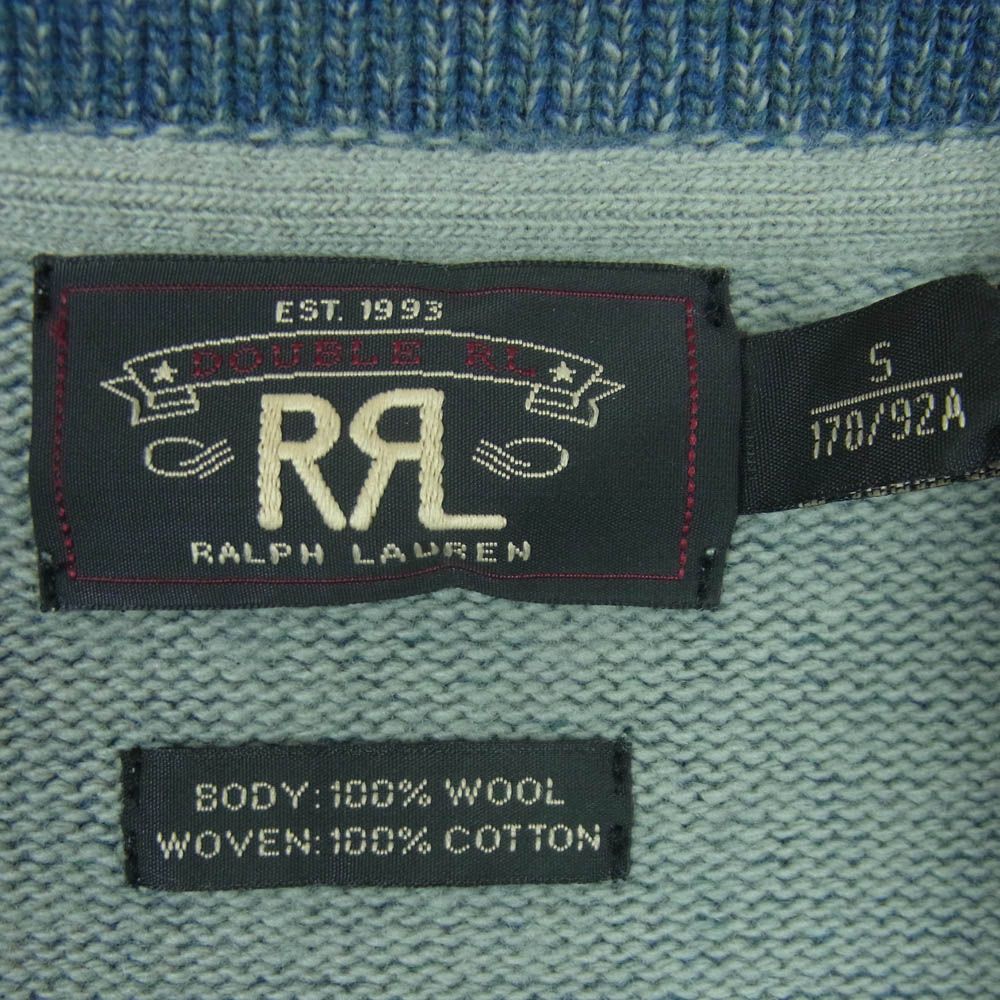 EST. 1993
DOUBLE RL
RRL
RALPH LAUREN
S
170/92A
BODY: 100% WOOL
WOVEN: 100% COTTON